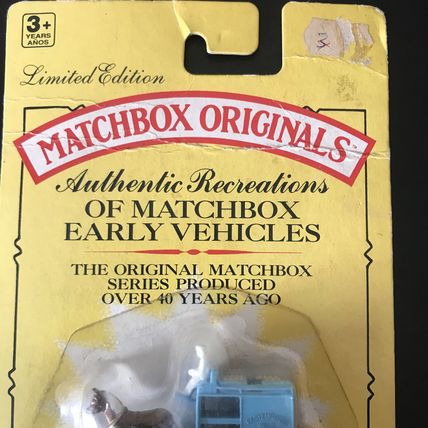 3+
YEARS
AÑOS
Limited Edition
MATCHBOX ORIGINALS™
Authentic Recreations
OF MATCHBOX
EARLY VEHICLES
THE ORIGINAL MATCHBOX
SERIES PRODUCED
OVER 40 YEARS AGO